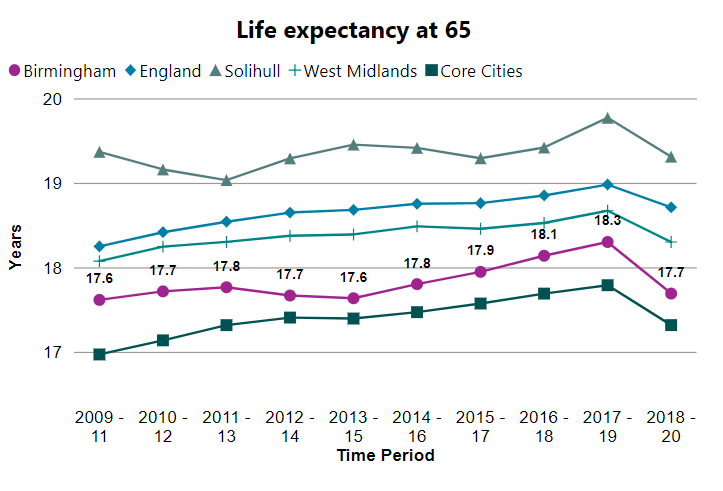 Life expectancy at 65
Birmingham England Solihull West Midlands Core Cities
20
19
18
17
Years
17.6 17.7 17.8 17.7 17.6 17.8 17.9 18.1 18.3 17.7
2009 - 2010 - 2011 - 2012 - 2013 - 2014 - 2015 - 2016 - 2017 - 2018 -
11 12 13 14 15 16 17 18 19 20
Time Period